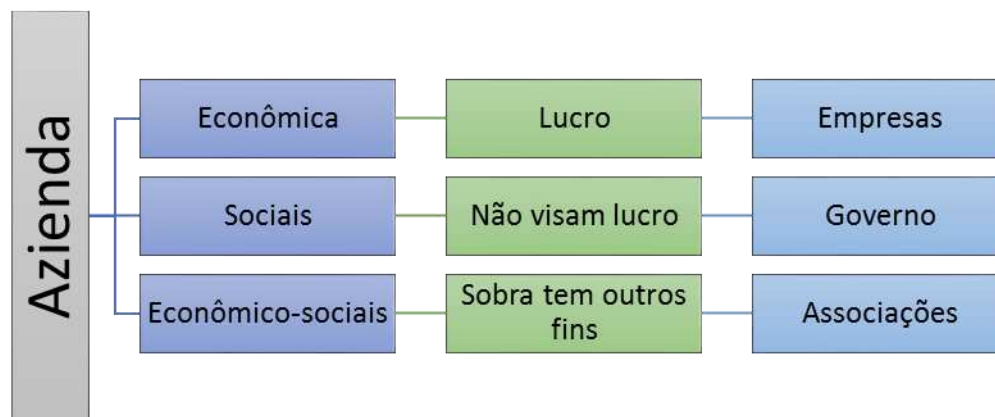 Azienda
Econômica
Lucro
Empresas
Sociais
Não visam lucro
Governo
Econômico-sociais
Sobra tem outros
fins
Associações